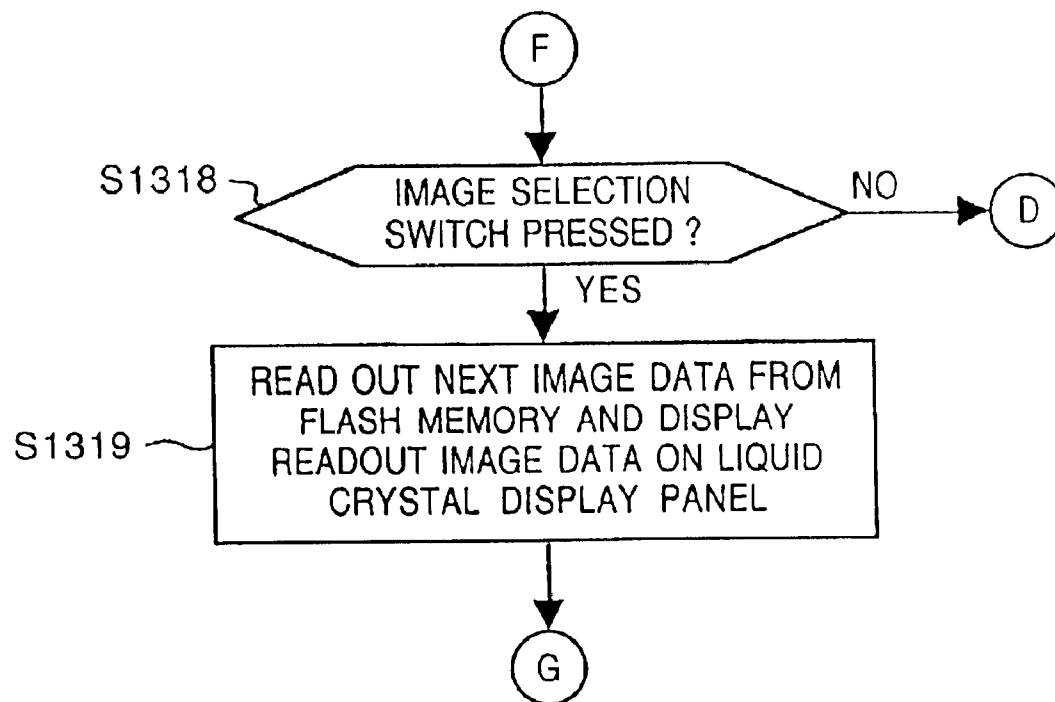 F
S1318
IMAGE SELECTION
SWITCH PRESSED ?
NO
D
YES
S1319
READ OUT NEXT IMAGE DATA FROM
FLASH MEMORY AND DISPLAY
READOUT IMAGE DATA ON LIQUID
CRYSTAL DISPLAY PANEL
G